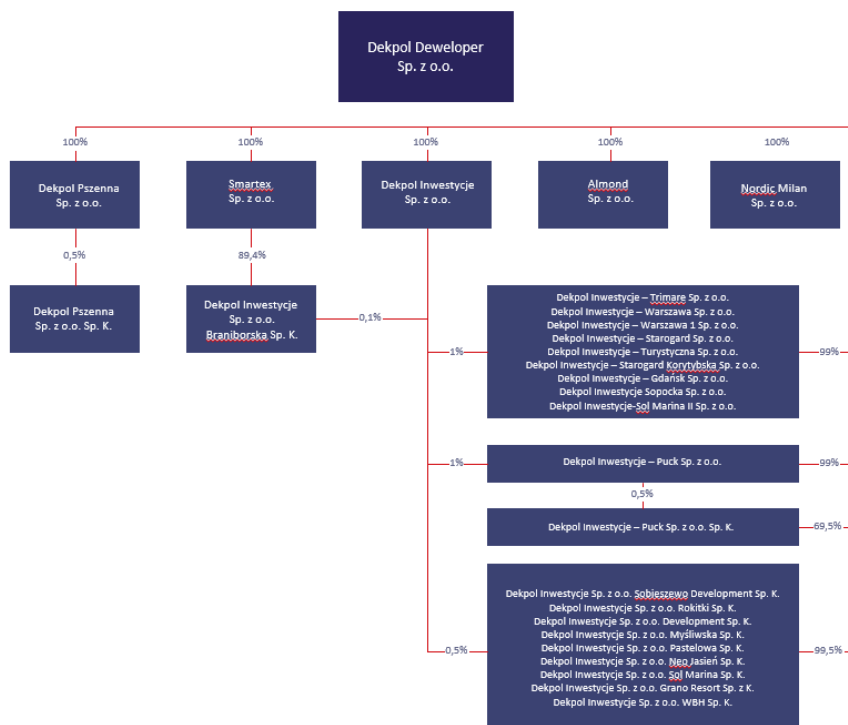 Dekpol Deweloper
Sp. z o.o.
100%
100%
100%
100%
100%
Dekpol Pszenna
Sp. z o.o.
Smartex
Sp. z o.o.
Dekpol Inwestycje
Sp. z o.o.
Almond
Sp. z o.o.
Nordic Milan
Sp. z o.o.
0,5%
89,4%
Dekpol Pszenna
Sp. z o.o. Sp. K.
Dekpol Inwestycje
Sp. z o.o.
Braniborska Sp. K.
0,1%
Dekpol Inwestycje – Trimare Sp. z o.o.
Dekpol Inwestycje – Warszawa Sp. z o.o.
Dekpol Inwestycje – Warszawa 1 Sp. z o.o.
Dekpol Inwestycje – Starogard Sp. z o.o.
Dekpol Inwestycje – Turystyczna Sp. z o.o.
Dekpol Inwestycje – Starogard Korytybska Sp. z o.o.
Dekpol Inwestycje – Gdańsk Sp. z o.o.
Dekpol Inwestycje Sopocka Sp. z o.o.
Dekpol Inwestycje-Sol Marina II Sp. z o.o.
1%
99%
1%
Dekpol Inwestycje – Puck Sp. z o.o.
99%
0,5%
Dekpol Inwestycje – Puck Sp. z o.o. Sp. K.
69,5%
Dekpol Inwestycje Sp. z o.o. Sobieszewo Development Sp. K.
Dekpol Inwestycje Sp. z o.o. Rokitki Sp. K.
Dekpol Inwestycje Sp. z o.o. Development Sp. K.
Dekpol Inwestycje Sp. z o.o. Myśliwska Sp. K.
Dekpol Inwestycje Sp. z o.o. Pastelowa Sp. K.
Dekpol Inwestycje Sp. z o.o. Neo Jasień Sp. K.
Dekpol Inwestycje Sp. z o.o. Sol Marina Sp. K.
Dekpol Inwestycje Sp. z o.o. Grano Resort Sp. z K.
Dekpol Inwestycje Sp. z o.o. WBH Sp. K.
0,5%
99,5%